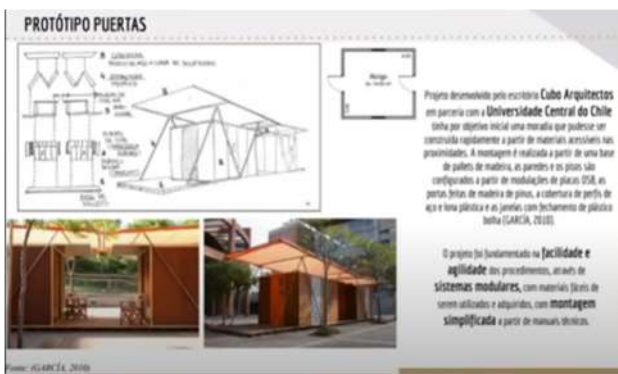 PROTÓTIPO PUERTAS
Projeto desenvolvido pelo escritório Cubo Arquitectos
em parceria com a Universidade Central do Chile
tinha por objetivo inicial uma moradia que pudesse ser
construída rapidamente a partir de materiais acessíveis nas
proximidades. A montagem é realizada a partir de uma base
de pallets de madeira, as paredes e os pisos são
configurados a partir de modulações de placas OSB, as
portas feitas de madeira de pinus, a cobertura de perfis de
aço e lona plástica e as janelas com fechamento de plástico
bolha (GARCÍA, 2010).
O projeto foi fundamentado na facilidade e
agilidade dos procedimentos, através de
sistemas modulares, com materiais fáceis de
serem utilizados e adquiridos, com montagem
simplificada a partir de manuais técnicos.
Fonte: (GARCÍA, 2010)